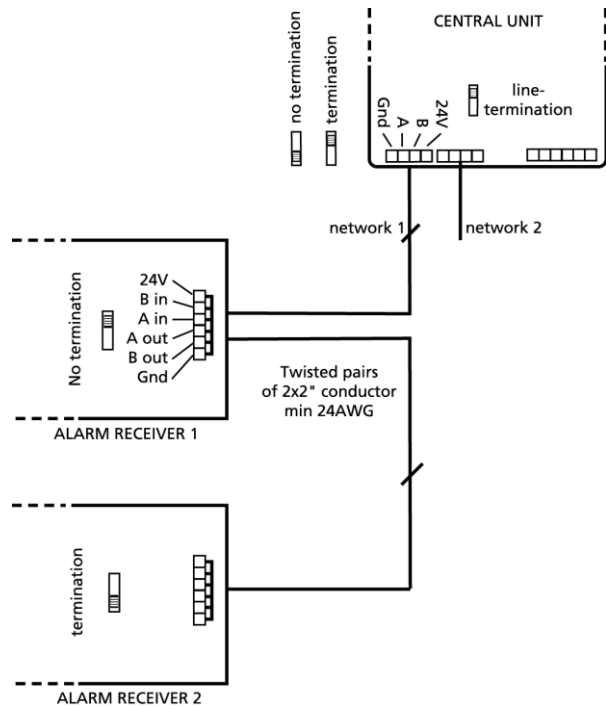 CENTRAL UNIT
no termination
termination
line-
termination
Gnd
A
B
24V
network 1
network 2
No termination
24V
B in
A in
A out
B out
Gnd
ALARM RECEIVER 1
Twisted pairs
of 2x2" conductor
min 24AWG
termination
ALARM RECEIVER 2